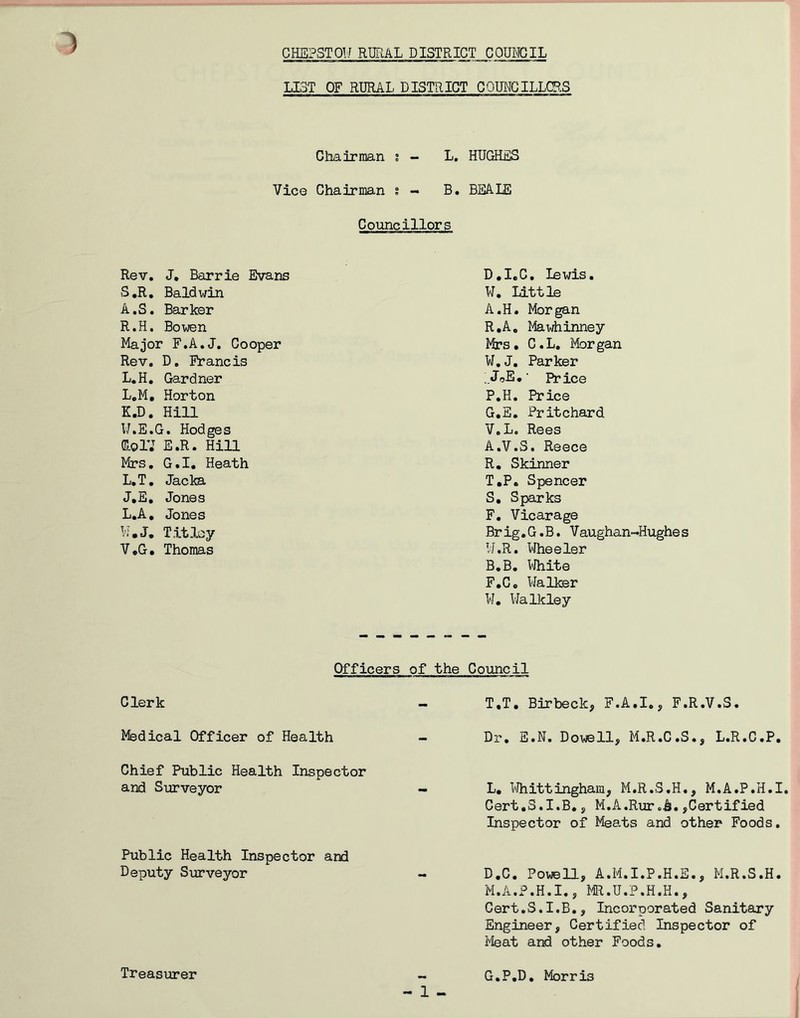 CHEPSTOW RURAL DISTRICT COUNCIL
LIST OF RURAL DISTRICT COUNCILLORS
Chairman : - L. HUGHES
Vice Chairman : - B. BEALE
Councillors
Rev. J. Barrie Evans
S.R. Baldwin
A.S. Barker
R.H. Bowen
Major F.A.J. Cooper
Rev. D. Francis
L.H. Gardner
L.M. Horton
K.D. Hill
W.E.G. Hodges
Col. E.R. Hill
Mrs. G.I. Heath
L.T. Jacka
J.E. Jones
L.A. Jones
W.J. Titley
V.G. Thomas
D.I.C. Lewis.
W. Little
A.H. Morgan
R.A. Mawhinney
Mrs. C.L. Morgan
W.J. Parker
J.E. Price
P.H. Price
G.E. Pritchard
V.L. Rees
A.V.S. Reece
R. Skinner
T.P. Spencer
S. Sparks
F. Vicarage
Brig.G.B. Vaughan-Hughes
W.R. Wheeler
B.B. White
F.C. Walker
W. Walkley
--------
Officers of the Council
Clerk - T.T. Birbeck, F.A.I., F.R.V.S.
Medical Officer of Health - Dr. E.N. Dowell, M.R.C.S., L.R.C.P.
Chief Public Health Inspector
and Surveyor - L. Whittingham, M.R.S.H., M.A.P.H.I.
Cert.S.I.B., M.A.Rur.A.,Certified
Inspector of Meats and other Foods.
Public Health Inspector and
Deputy Surveyor - D.C. Powell, A.M.I.P.H.E., M.R.S.H.
M.A.P.H.I., MR.U.P.H.H.,
Cert.S.I.B., Incorporated Sanitary
Engineer, Certified Inspector of
Meat and other Foods.
Treasurer - G.P.D. Morris
- 1 -